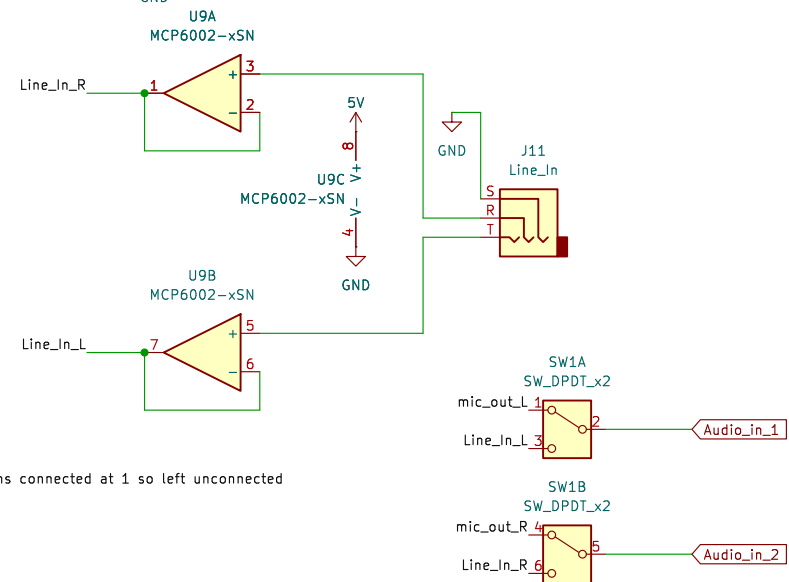 GND
U9A
MCP6002-xSN
Line_In_R
1
+
3
-
2
5V
8
V+
U9C
MCP6002-xSN
V-
4
GND
GND
J11
Line_In
S
R
T
U9B
MCP6002-xSN
Line_In_L
7
+
5
-
6
SW1A
SW_DPDT_x2
mic_out_L 1
2
Audio_in_1
Line_In_L 3
ns connected at 1 so left unconnected
SW1B
SW_DPDT_x2
mic_out_R 4
5
Audio_in_2
Line_In_R 6